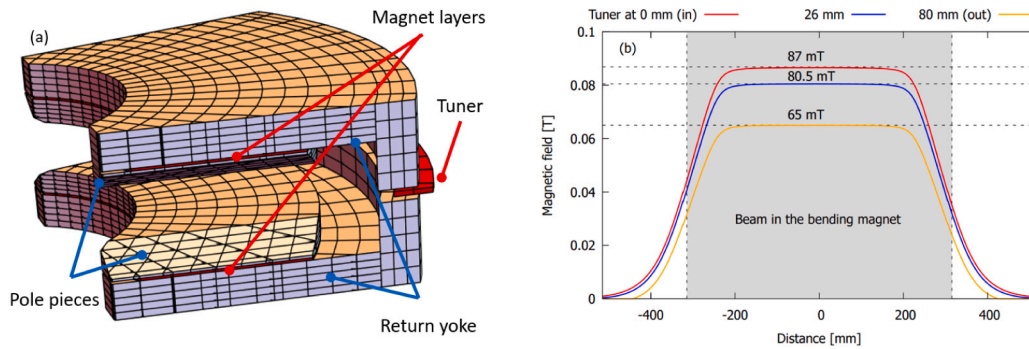 (a)
Magnet layers
Tuner
Pole pieces
Return yoke
Tuner at 0 mm (in)
26 mm
80 mm (out)
(b)
0.1
0.08
0.06
0.04
0.02
0
Magnetic field [T]
87 mT
80.5 mT
65 mT
Beam in the bending magnet
-400
-200
0
200
400
Distance [mm]